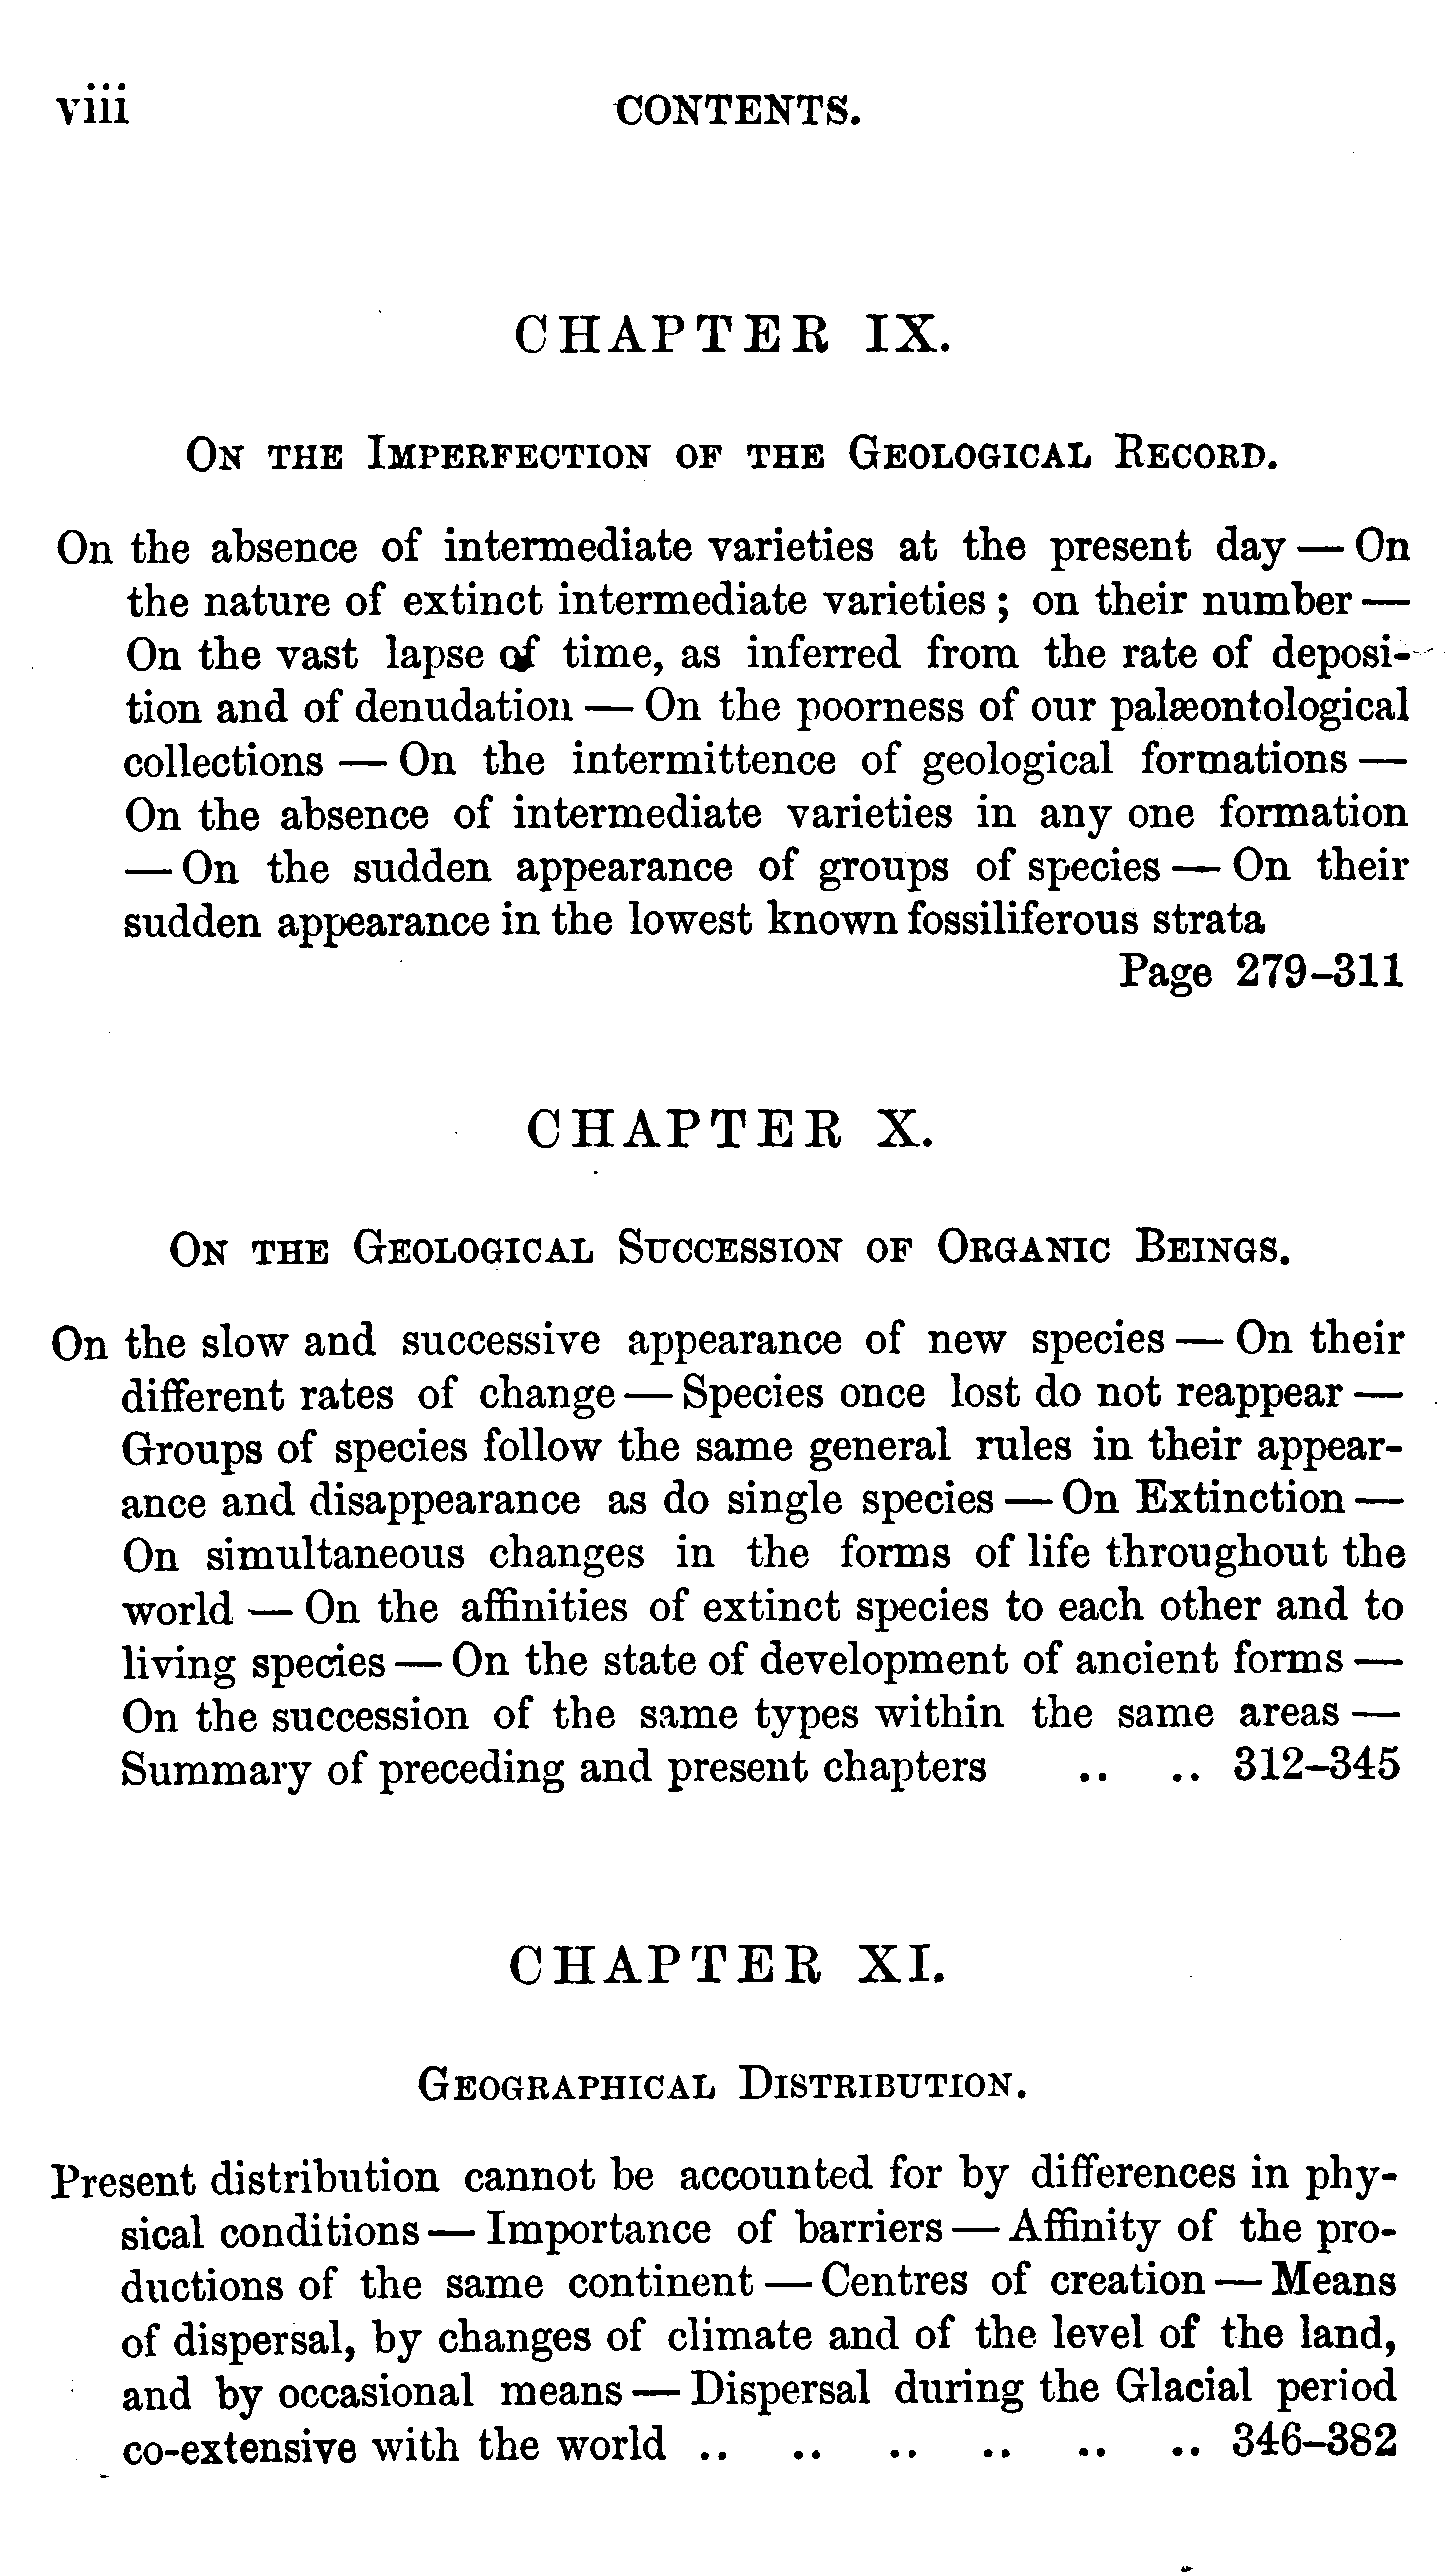 viii CONTENTS.
CHAPTER IX.
On the Imperfection of the Geological Record.
On the absence of intermediate varieties at the present day — On
the nature of extinct intermediate varieties ; on their number —
On the vast lapse of time, as inferred from the rate of deposi-
tion and of denudation — On the poorness of our palæontological
collections — On the intermittence of geological formations —
On the absence of intermediate varieties in any one formation
— On the sudden appearance of groups of species — On their
sudden appearance in the lowest known fossiliferous strata
Page 279–311
CHAPTER X.
On the Geological Succession of Organic Beings.
On the slow and successive appearance of new species — On their
different rates of change — Species once lost do not reappear —
Groups of species follow the same general rules in their appear-
ance and disappearance as do single species — On Extinction —
On simultaneous changes in the forms of life throughout the
world — On the affinities of extinct species to each other and to
living species — On the state of development of ancient forms —
On the succession of the same types within the same areas —
Summary of preceding and present chapters .. .. 312–345
CHAPTER XI.
Geographical Distribution.
Present distribution cannot be accounted for by differences in phy-
sical conditions — Importance of barriers — Affinity of the pro-
ductions of the same continent — Centres of creation — Means
of dispersal, by changes of climate and of the level of the land,
and by occasional means — Dispersal during the Glacial period
co-extensive with the world .. .. .. .. .. .. 346–382